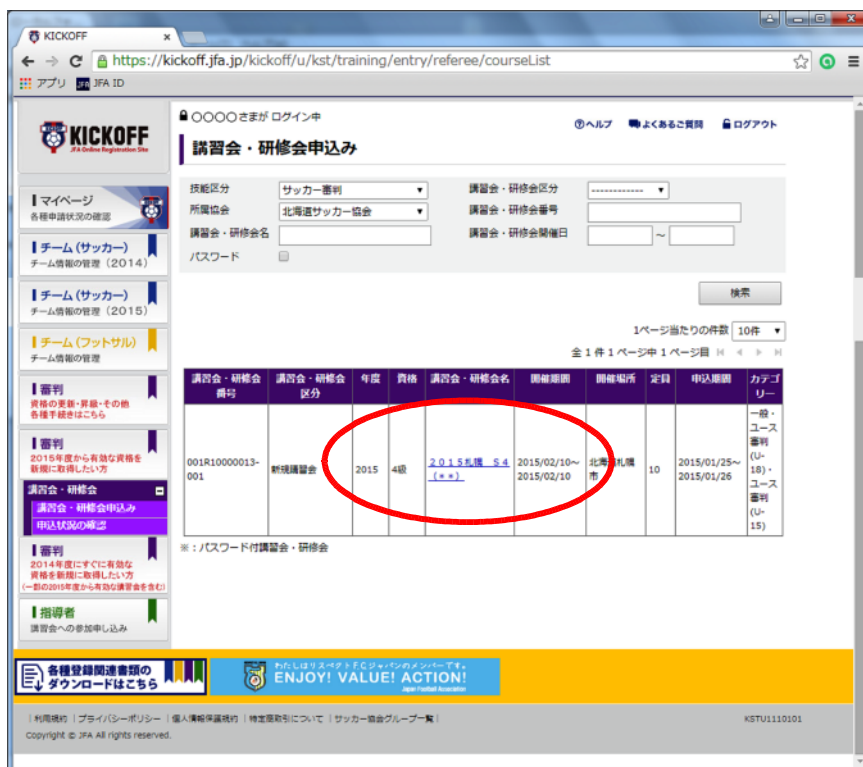 KICKOFF
https://kickoff.jfa.jp/kickoff/u/kst/training/entry/referee/courseList
アプリ JFA JFA ID
KICKOFF
JFA Online Registration Site
〇〇〇〇さまが ログイン中
ヘルプ よくあるご質問 ログアウト
講習会・研修会申込み
技能区分 サッカー審判 講習会・研修会区分 ------------
所属協会 北海道サッカー協会 講習会・研修会番号
講習会・研修会名 講習会・研修会開催日 ～
パスワード
検索
1ページ当たりの件数 10件
全 1 件 1 ページ中 1 ページ目
講習会・研修会番号 講習会・研修会区分 年度 資格 講習会・研修会名 開催期間 開催場所 定員 申込期間 カテゴリー
001R10000013-001 新規講習会 2015 4級 2015札幌 S4(**) 2015/02/10～2015/02/10 北海道札幌市 10 2015/01/25～2015/01/26 一般・ユース審判(U-18)・ユース審判(U-15)
※：パスワード付講習会・研修会
マイページ
各種申請状況の確認
チーム（サッカー）
チーム情報の管理（2014）
チーム（サッカー）
チーム情報の管理（2015）
チーム（フットサル）
チーム情報の管理
審判
資格の更新・昇級・その他
各種手続きはこちら
審判
2015年度から有効な資格を
新規に取得したい方
講習会・研修会
講習会・研修会申込み
申込状況の確認
審判
2014年度にすぐに有効な
資格を新規に取得したい方
(一部の2015年度から有効な講習会を含む)
指導者
講習会への参加申し込み
各種登録関連書類の
ダウンロードはこちら
わたしはリスペクトF.C.ジャパンのメンバーです。
ENJOY! VALUE! ACTION!
Japan Football Association
｜利用規約｜プライバシーポリシー｜個人情報保護規約｜特定商取引について｜サッカー協会グループ一覧｜
KSTU1110101
Copyright © JFA All rights reserved.